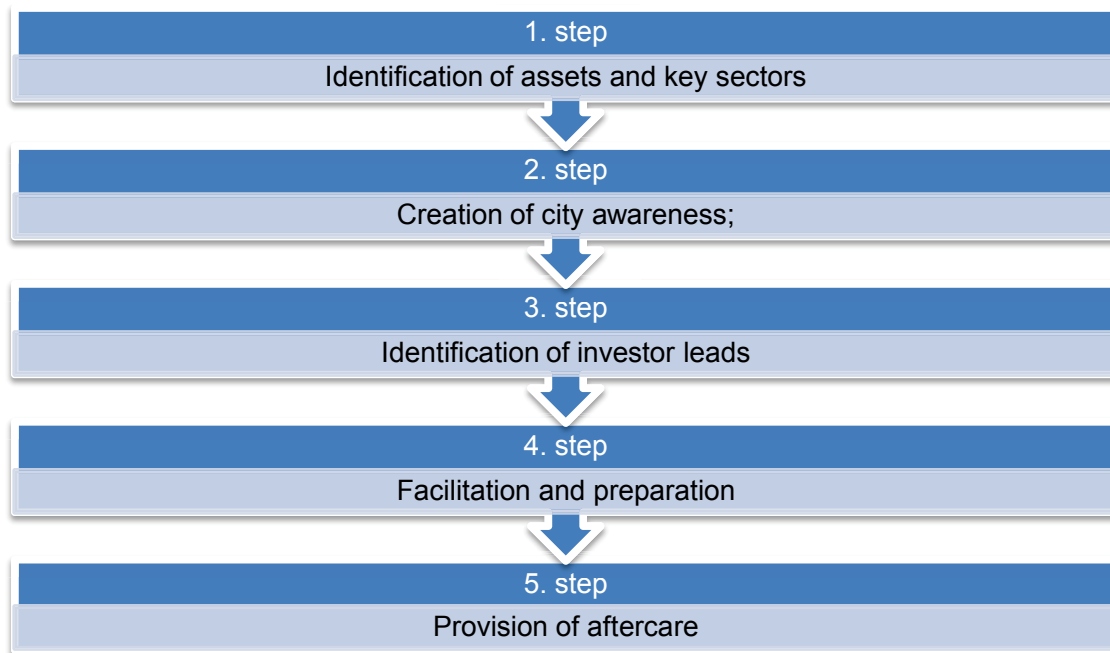 1. step
Identification of assets and key sectors
2. step
Creation of city awareness;
3. step
Identification of investor leads
4. step
Facilitation and preparation
5. step
Provision of aftercare